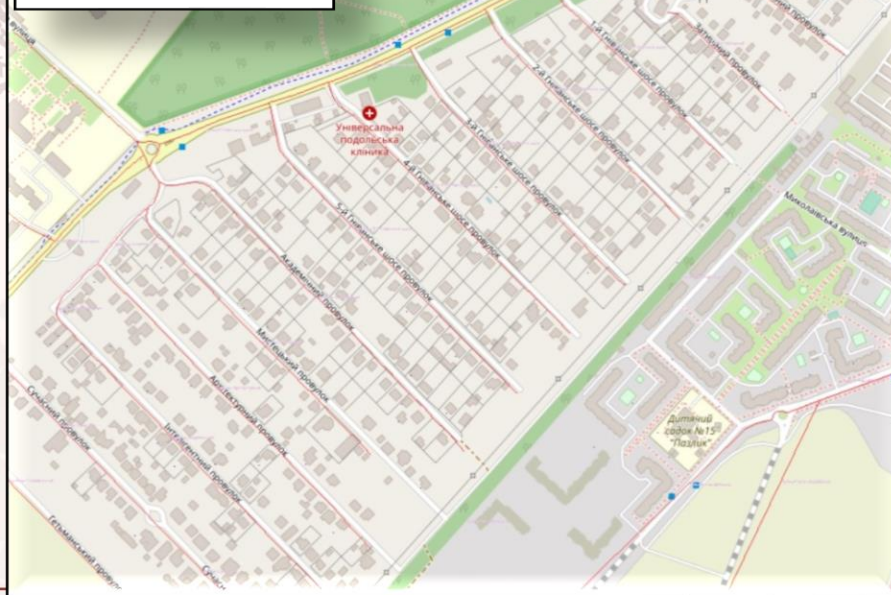 1-й Гніванське шосе провулок
2-й Гніванське шосе провулок
3-й Гніванське шосе провулок
4-й Гніванське шосе провулок
5-й Гніванське шосе провулок
Універсальна
подольська
клініка
Миколаївська вулиця
Академічний провулок
Мистецький провулок
Архітектурний провулок
Інтелігентний провулок
Сучасний провулок
Гетьманський
Дитячий
садок №15
"Пазлик"